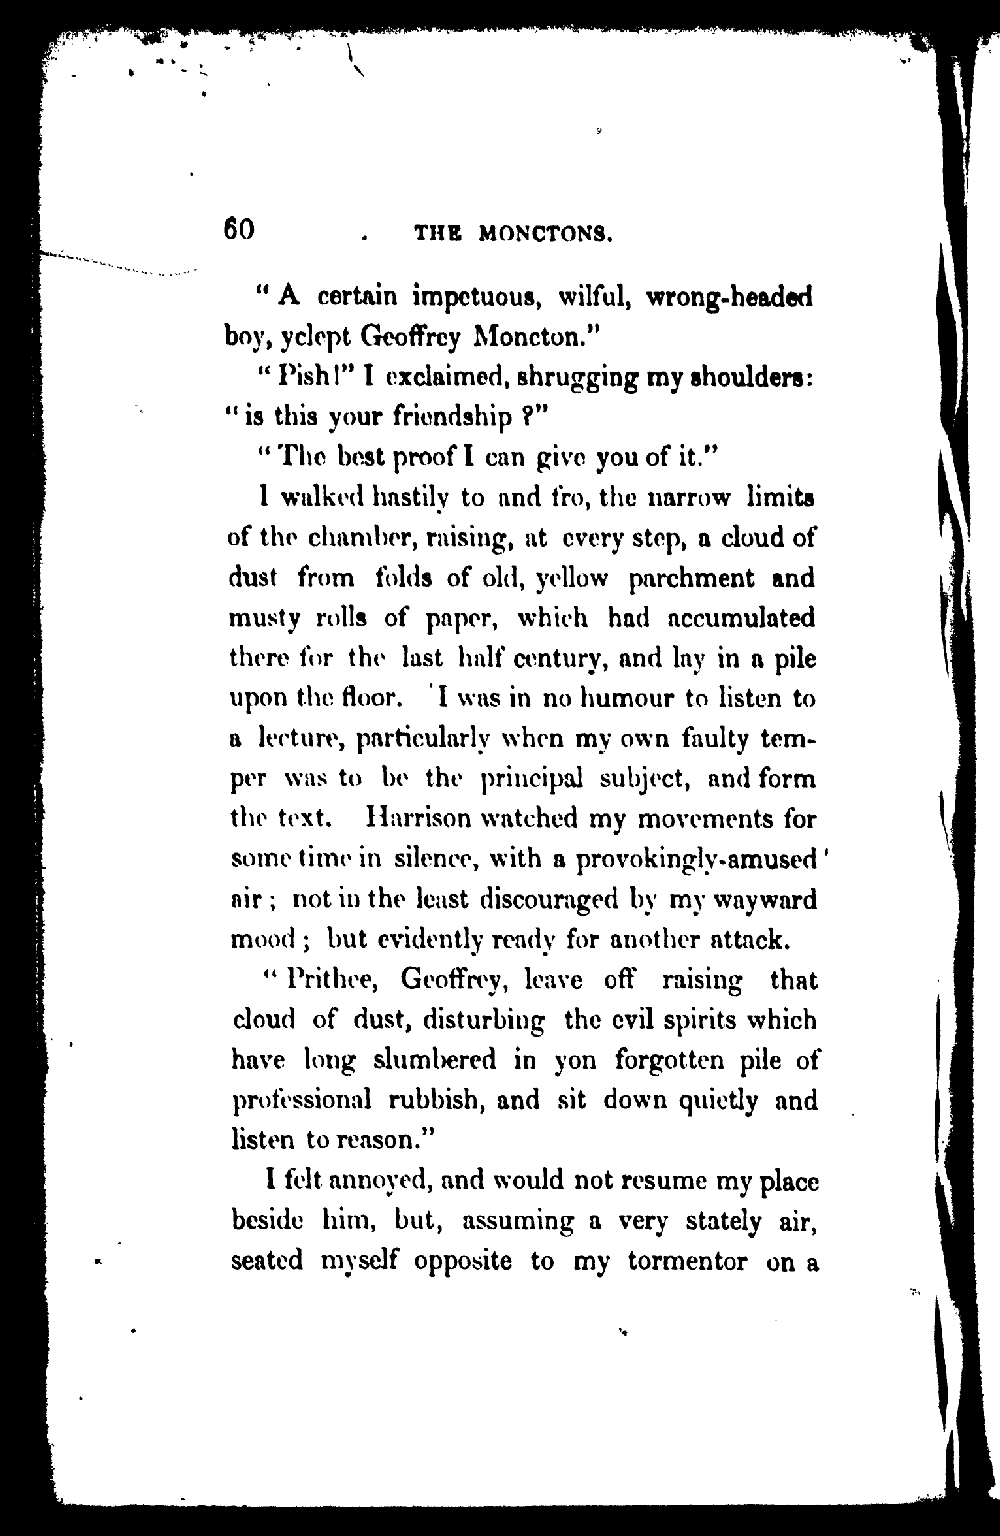 60 THE MONCTONS.
“ A certain impetuous, wilful, wrong-headed
boy, yclept Geoffrey Moncton.”
“ Pish!” I exclaimed, shrugging my shoulders:
“ is this your friendship ?”
“ The best proof I can give you of it.”
I walked hastily to and fro, the narrow limits
of the chamber, raising, at every step, a cloud of
dust from folds of old, yellow parchment and
musty rolls of paper, which had accumulated
there for the last half century, and lay in a pile
upon the floor. I was in no humour to listen to
a lecture, particularly when my own faulty tem-
per was to be the principal subject, and form
the text. Harrison watched my movements for
some time in silence, with a provokingly-amused
air ; not in the least discouraged by my wayward
mood ; but evidently ready for another attack.
“ Prithee, Geoffrey, leave off raising that
cloud of dust, disturbing the evil spirits which
have long slumbered in yon forgotten pile of
professional rubbish, and sit down quietly and
listen to reason.”
I felt annoyed, and would not resume my place
beside him, but, assuming a very stately air,
seated myself opposite to my tormentor on a